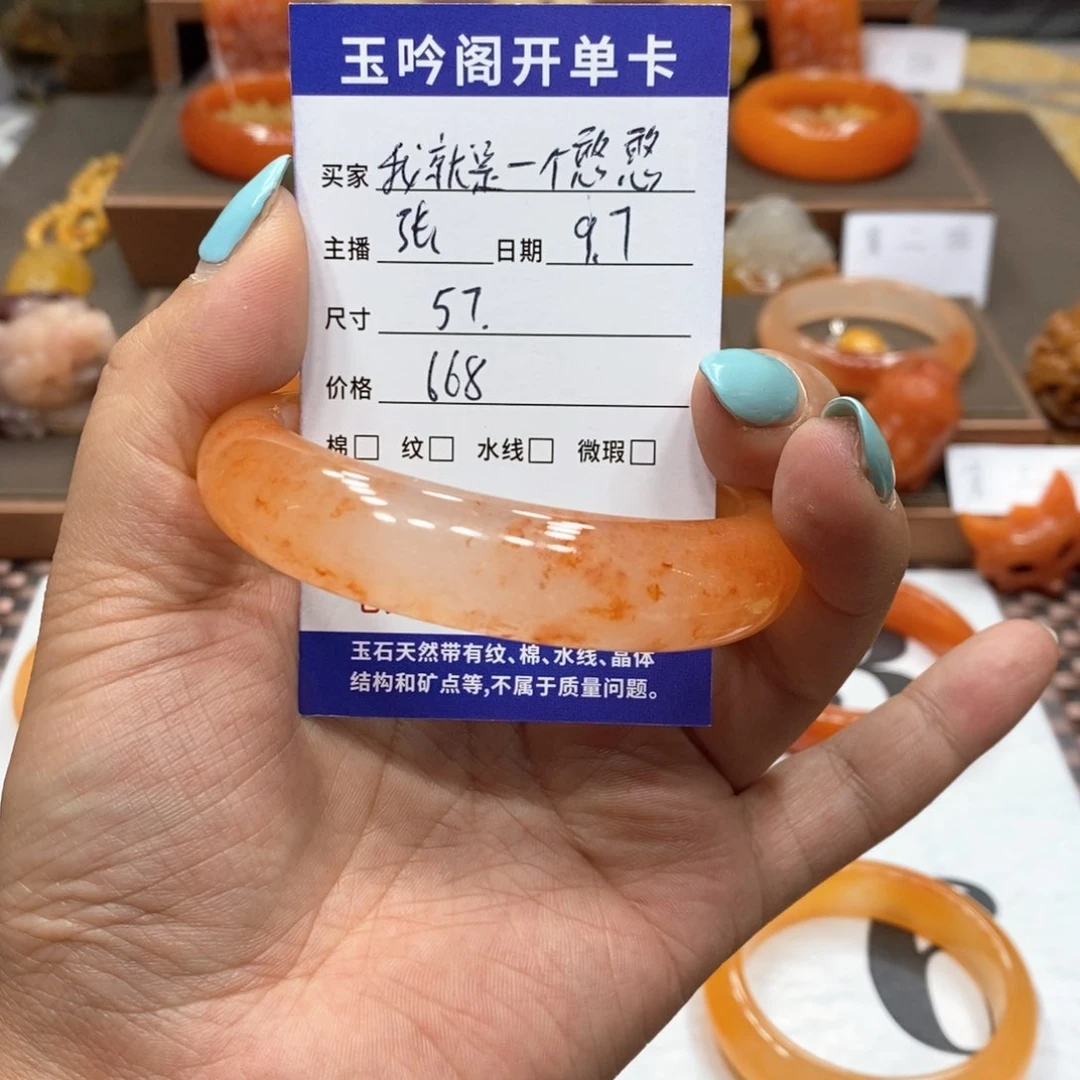 玉吟阁开单卡
买家 我就是一个憨憨
主播 张 日期 9.7
尺寸 57.
价格 668
棉□ 纹□ 水线□ 微瑕□
玉石天然带有纹、棉、水线、晶体
结构和矿点等,不属于质量问题。